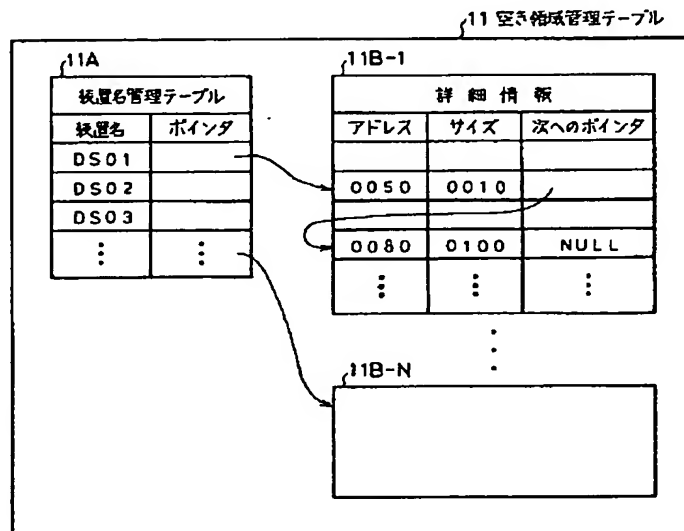 11 空き領域管理テーブル
11A
装置名管理テーブル
装置名 ポインタ
DS01
DS02
DS03
11B-1
詳細情報
アドレス サイズ 次へのポインタ
0050 0010
0080 0100 NULL
11B-N